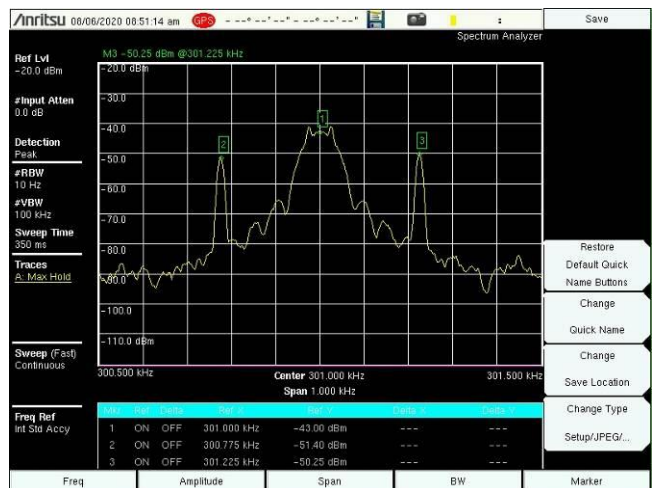 /Inritsu 08/06/2020 08:51:14 am GPS - --° --'--"-- --° --'--"-- :
Save
Spectrum Analyzer
M3 -50.25 dBm @301.225 kHz
Ref Lvl
-20.0 dBm
#Input Atten
0.0 dB
Detection
Peak
#RBW
10 Hz
#VBW
100 kHz
Sweep Time
350 ms
Traces
A: Max Hold
Sweep (Fast)
Continuous
Freq Ref
Int Std Accy
-20.0 dBm
-30.0
-40.0
-50.0
-60.0
-70.0
-80.0
-90.0
-100.0
-110.0 dBm
1
2
3
300.500 kHz
Center 301.000 kHz
301.500 kHz
Span 1.000 kHz
Mkr Ref Delta Ref X Ref Y Delta X Delta Y
1 ON OFF 301.000 kHz -43.00 dBm --- ---
2 ON OFF 300.775 kHz -51.40 dBm --- ---
3 ON OFF 301.225 kHz -50.25 dBm --- ---
Restore
Default Quick
Name Buttons
Change
Quick Name
Change
Save Location
Change Type
Setup/JPEG/...
Freq
Amplitude
Span
BW
Marker